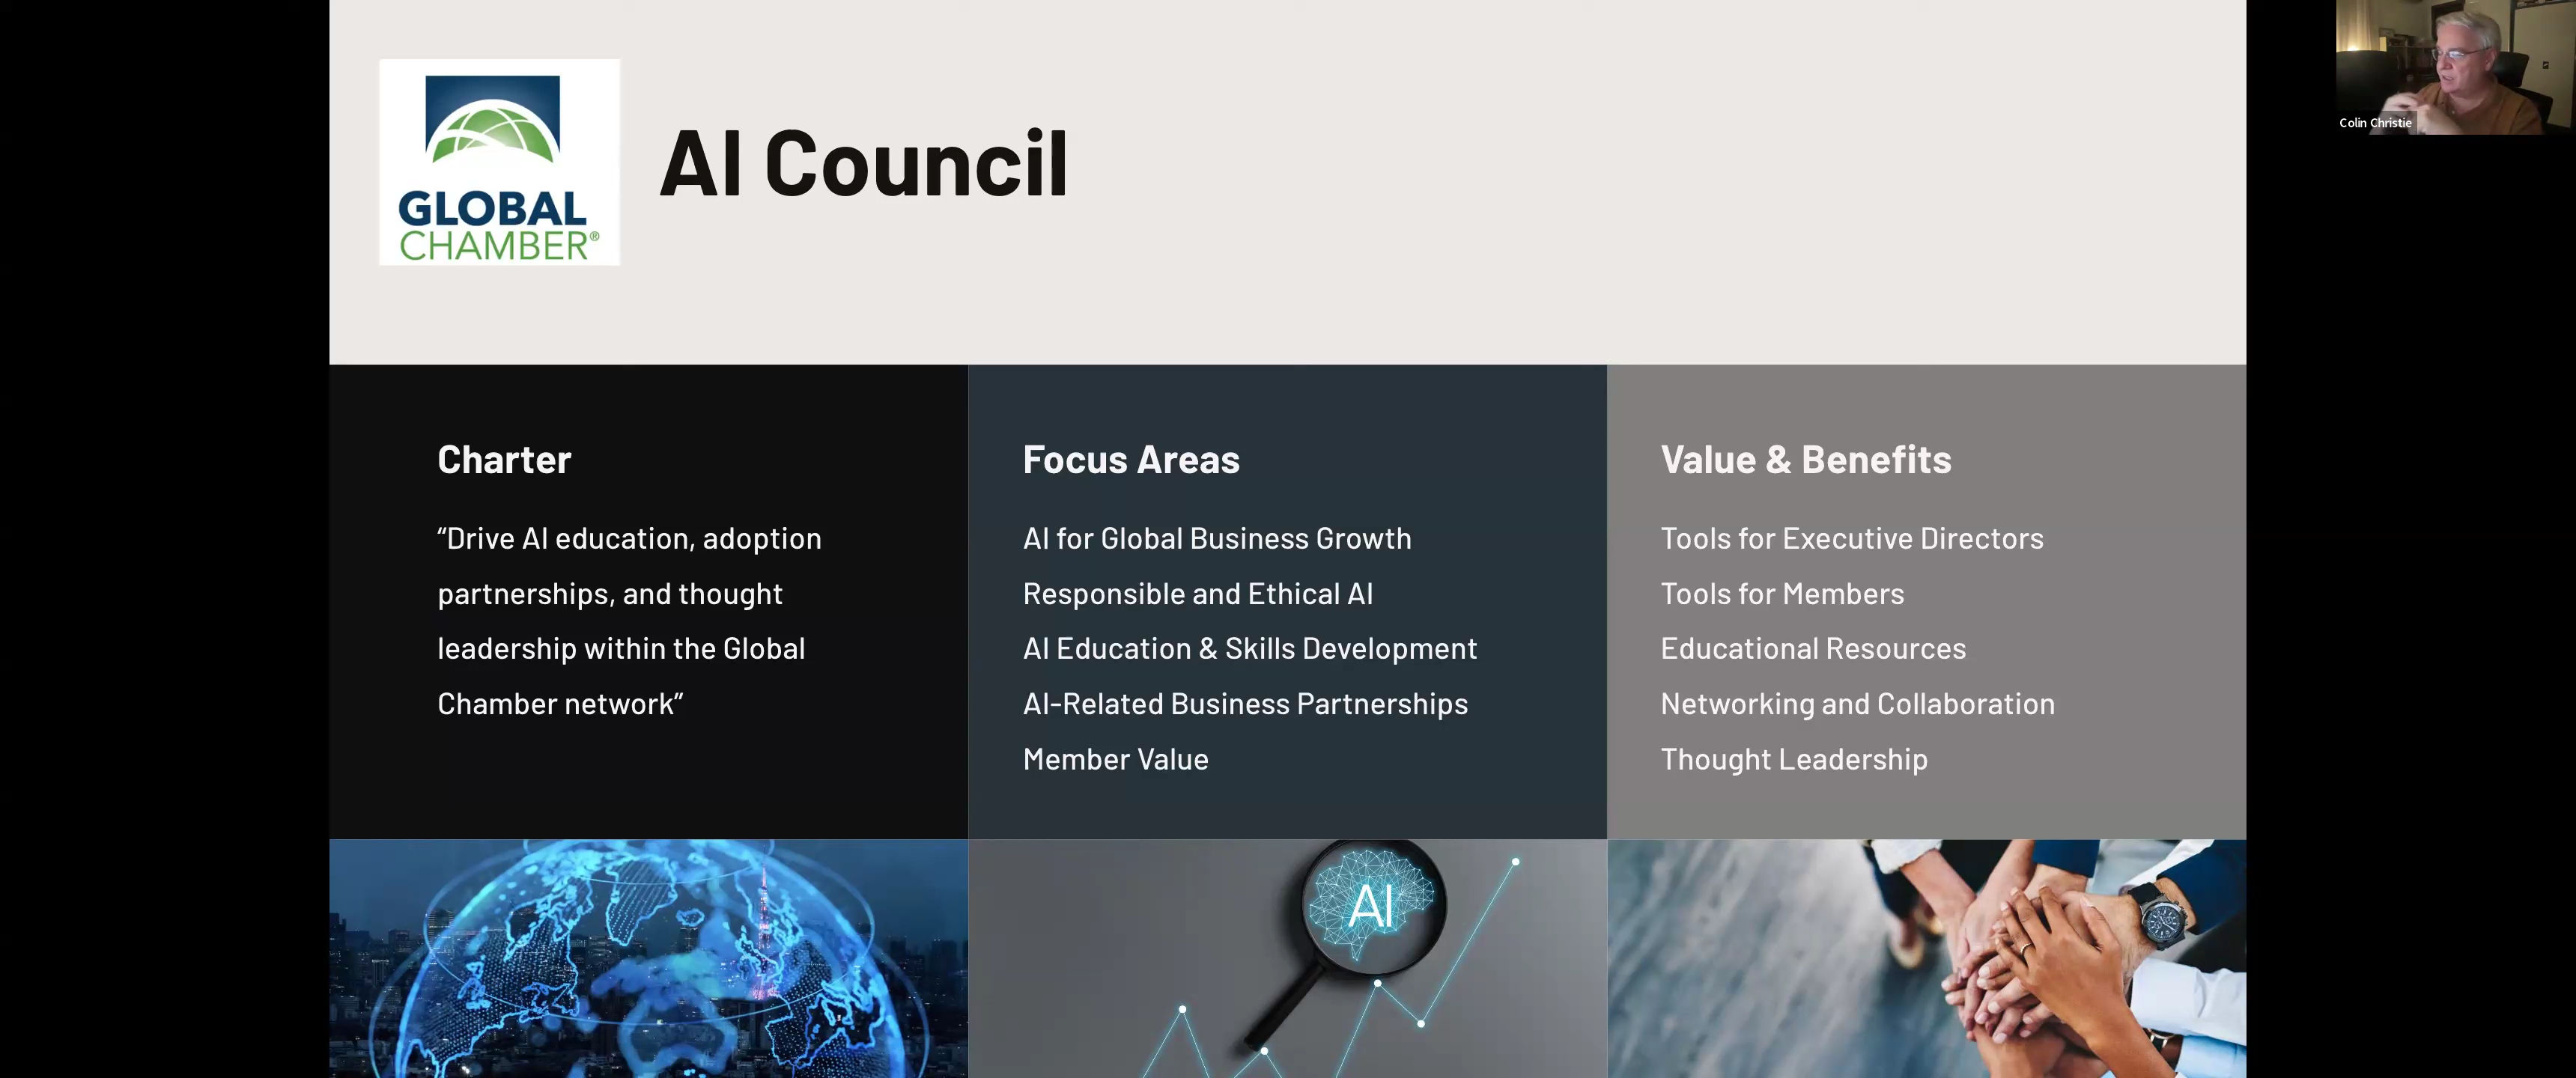 GLOBAL
CHAMBER®
AI Council
Colin Christie
Charter
“Drive AI education, adoption
partnerships, and thought
leadership within the Global
Chamber network”
Focus Areas
AI for Global Business Growth
Responsible and Ethical AI
AI Education & Skills Development
AI-Related Business Partnerships
Member Value
Value & Benefits
Tools for Executive Directors
Tools for Members
Educational Resources
Networking and Collaboration
Thought Leadership
AI